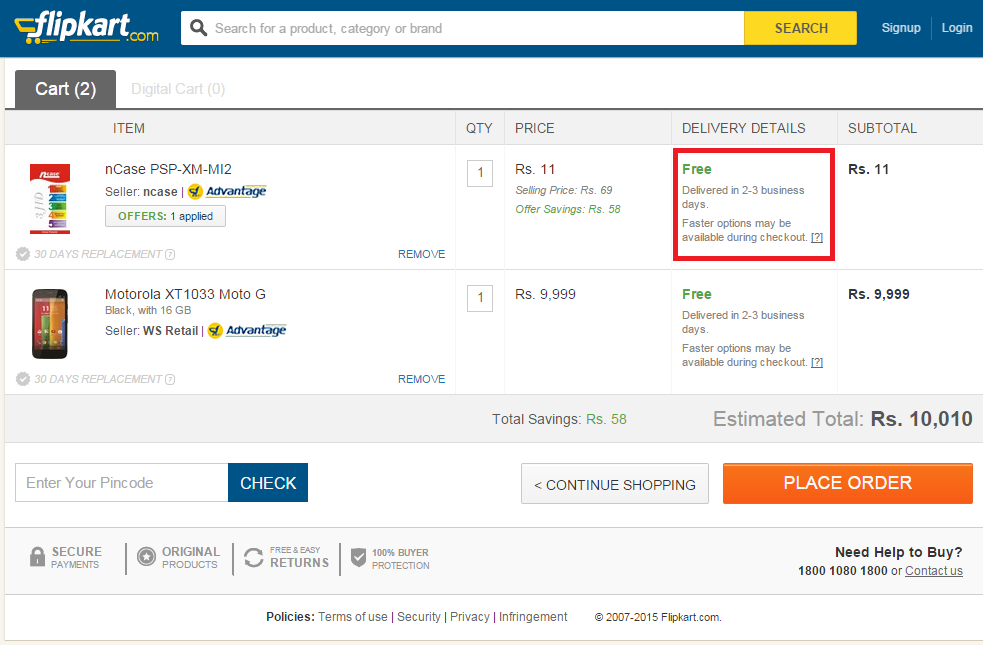 flipkart.com
Search for a product, category or brand
SEARCH
Signup
Login
Cart (2)
Digital Cart (0)
ITEM
QTY
PRICE
DELIVERY DETAILS
SUBTOTAL
nCase PSP-XM-MI2
Seller: ncase | Advantage
OFFERS: 1 applied
30 DAYS REPLACEMENT [?]
REMOVE
1
Rs. 11
Selling Price: Rs. 69
Offer Savings: Rs. 58
Free
Delivered in 2-3 business
days.
Faster options may be
available during checkout. [?]
Rs. 11
Motorola XT1033 Moto G
Black, with 16 GB
Seller: WS Retail | Advantage
30 DAYS REPLACEMENT [?]
REMOVE
1
Rs. 9,999
Free
Delivered in 2-3 business
days.
Faster options may be
available during checkout. [?]
Rs. 9,999
Total Savings: Rs. 58
Estimated Total: Rs. 10,010
Enter Your Pincode
CHECK
< CONTINUE SHOPPING
PLACE ORDER
SECURE
PAYMENTS
ORIGINAL
PRODUCTS
FREE & EASY
RETURNS
100% BUYER
PROTECTION
Need Help to Buy?
1800 1080 1800 or Contact us
Policies: Terms of use | Security | Privacy | Infringement
© 2007-2015 Flipkart.com.